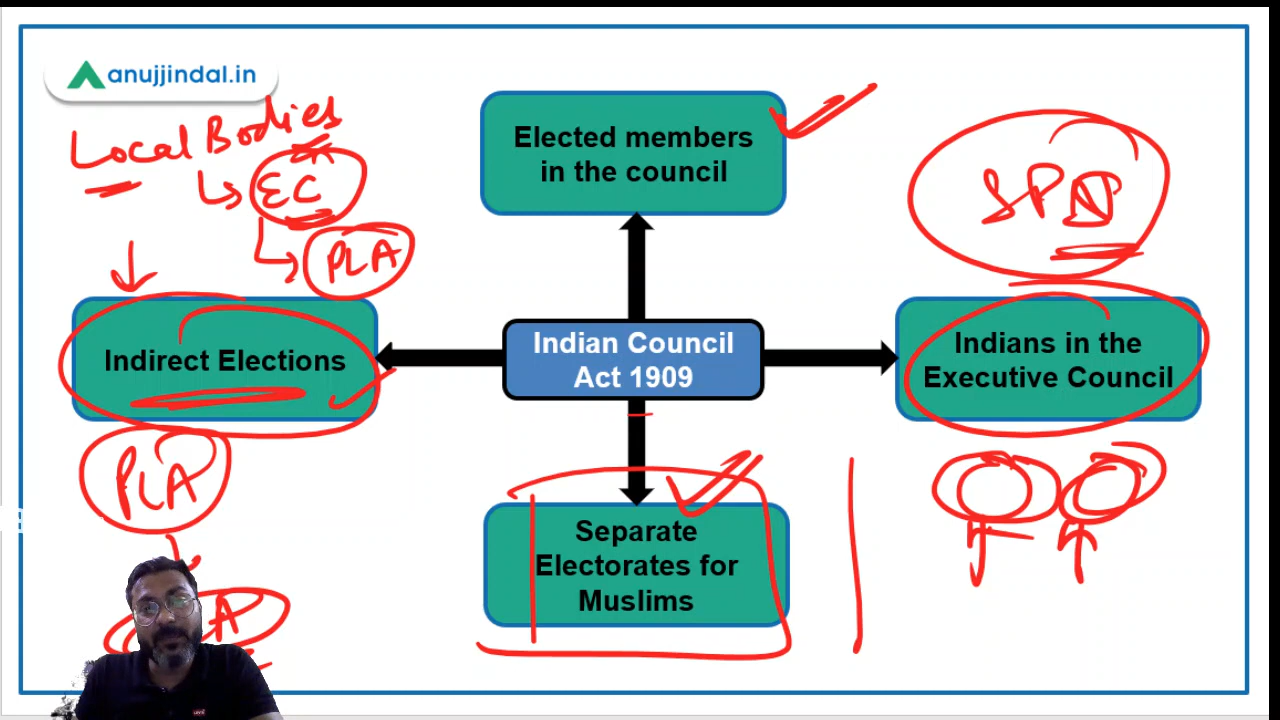 anujjindal.in
Local Bodies
EC
PLA
Elected members
in the council
SPN
Indirect Elections
Indian Council
Act 1909
Indians in the
Executive Council
PLA
Separate
Electorates for
Muslims